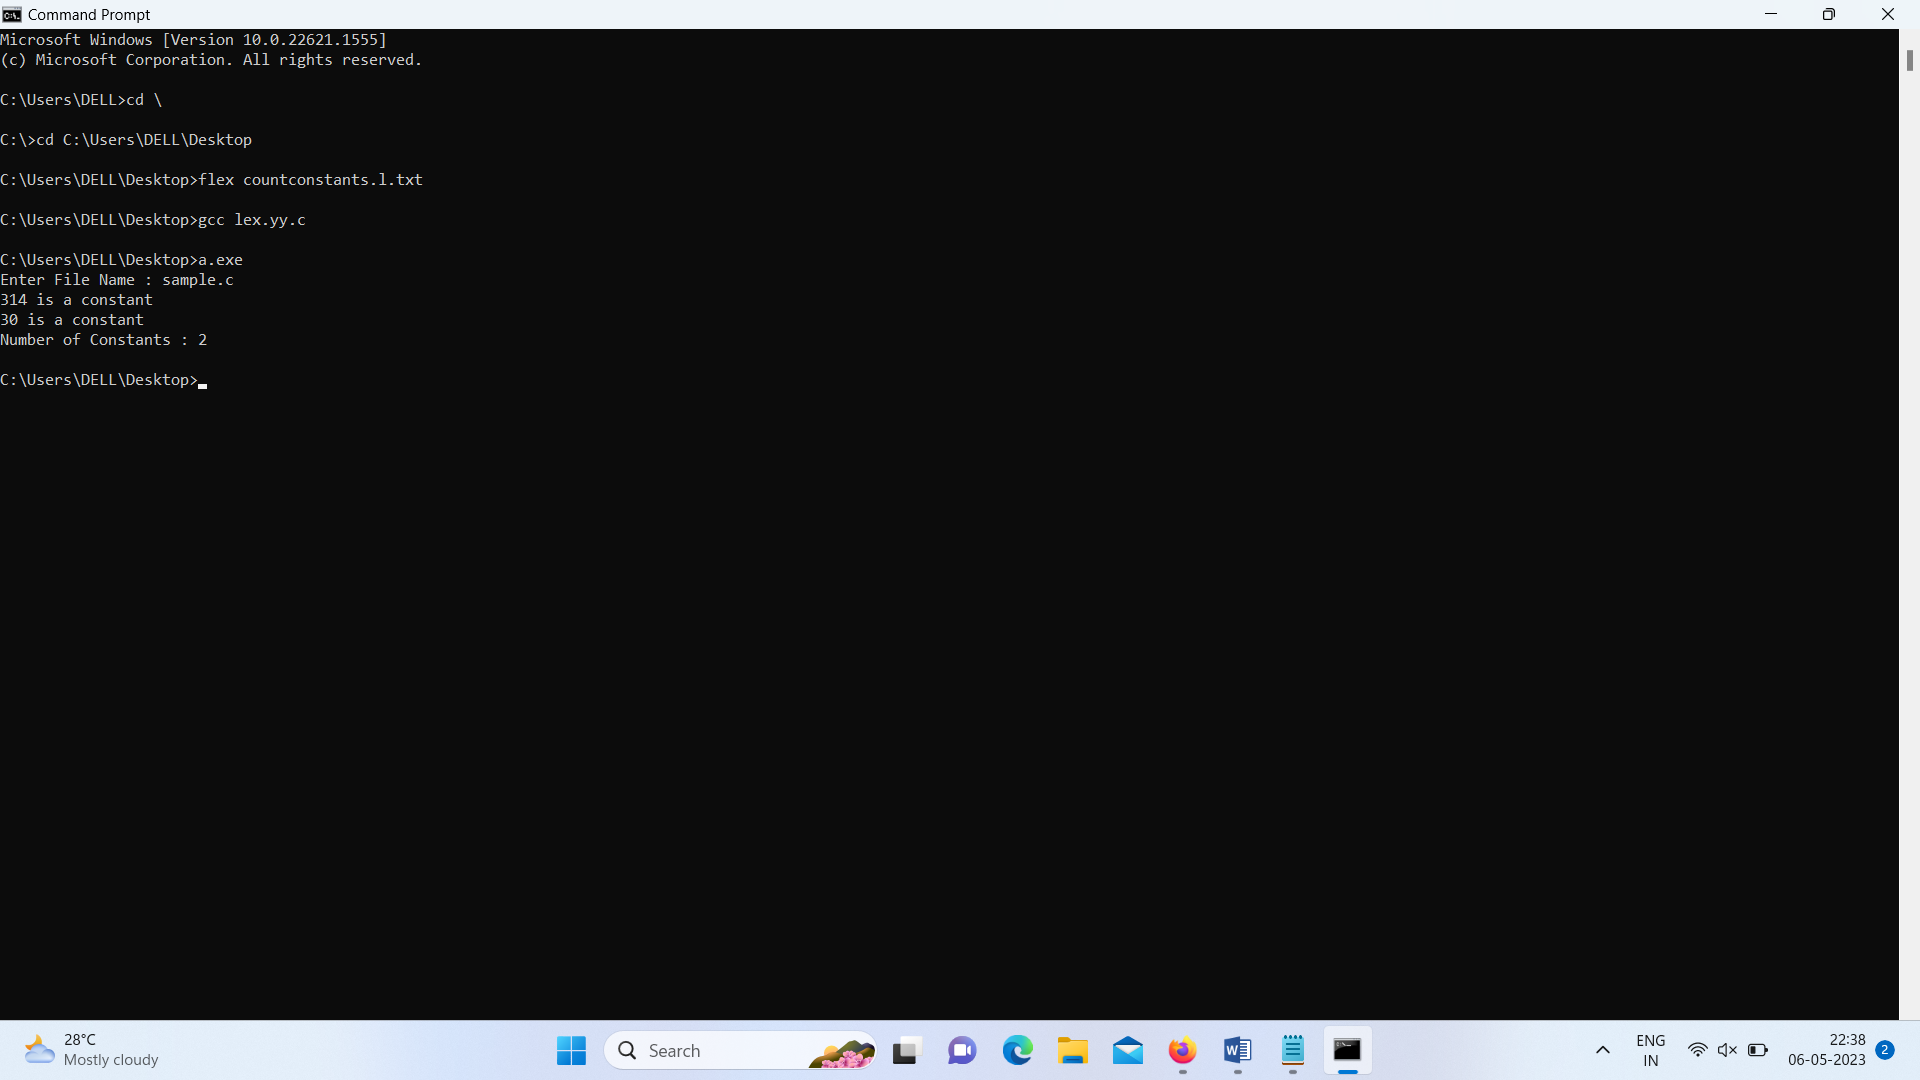 Command Prompt
Microsoft Windows [Version 10.0.22621.1555]
(c) Microsoft Corporation. All rights reserved.
C:\Users\DELL>cd \
C:\>cd C:\Users\DELL\Desktop
C:\Users\DELL\Desktop>flex countconstants.l.txt
C:\Users\DELL\Desktop>gcc lex.yy.c
C:\Users\DELL\Desktop>a.exe
Enter File Name : sample.c
314 is a constant
30 is a constant
Number of Constants : 2
C:\Users\DELL\Desktop>
28°C
Mostly cloudy
Search
ENG
IN
22:38
06-05-2023
2